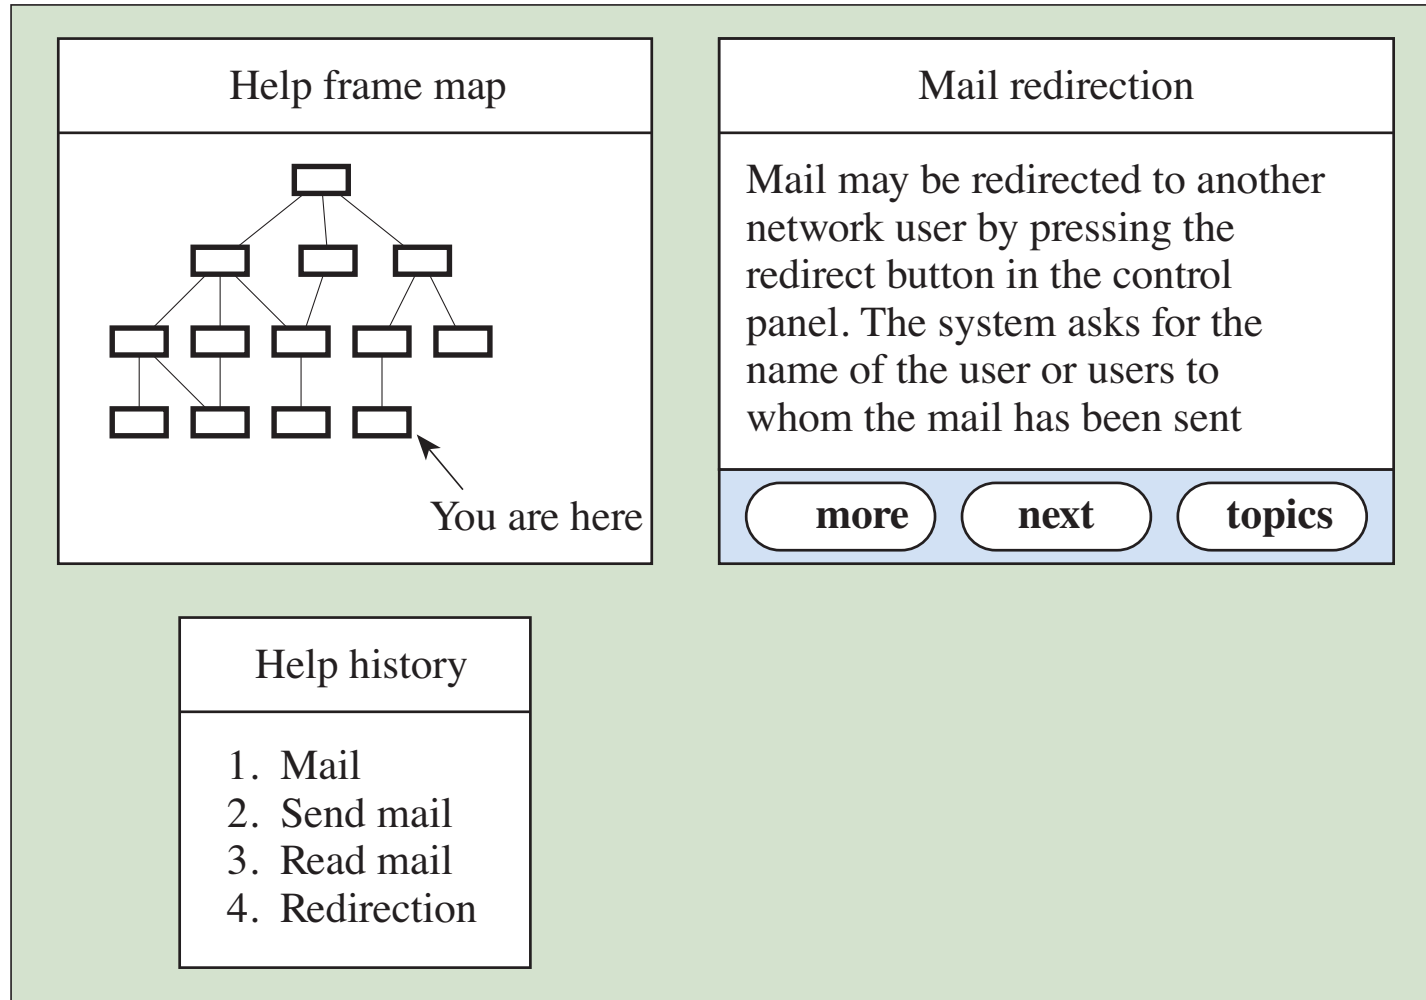 Help frame map
You are here
Mail redirection
Mail may be redirected to another
network user by pressing the
redirect button in the control
panel. The system asks for the
name of the user or users to
whom the mail has been sent
more next topics
Help history
1. Mail
2. Send mail
3. Read mail
4. Redirection